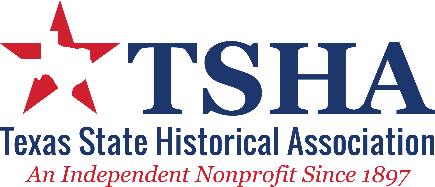 TSHA
Texas State Historical Association
An Independent Nonprofit Since 1897